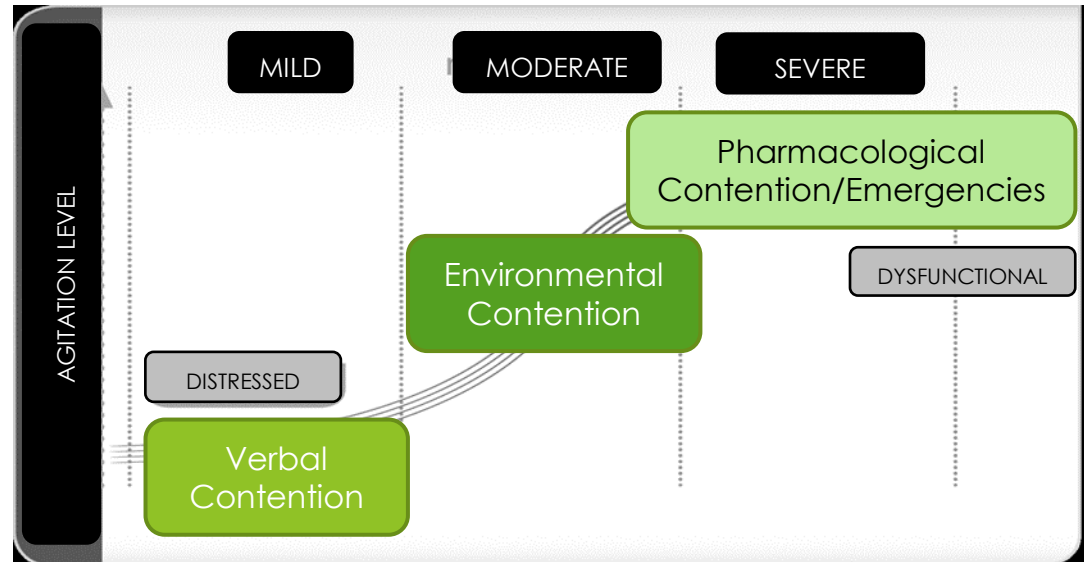 MILD
MODERATE
SEVERE
AGITATION LEVEL
Pharmacological
Contention/Emergencies
Environmental
Contention
DYSFUNCTIONAL
DISTRESSED
Verbal
Contention